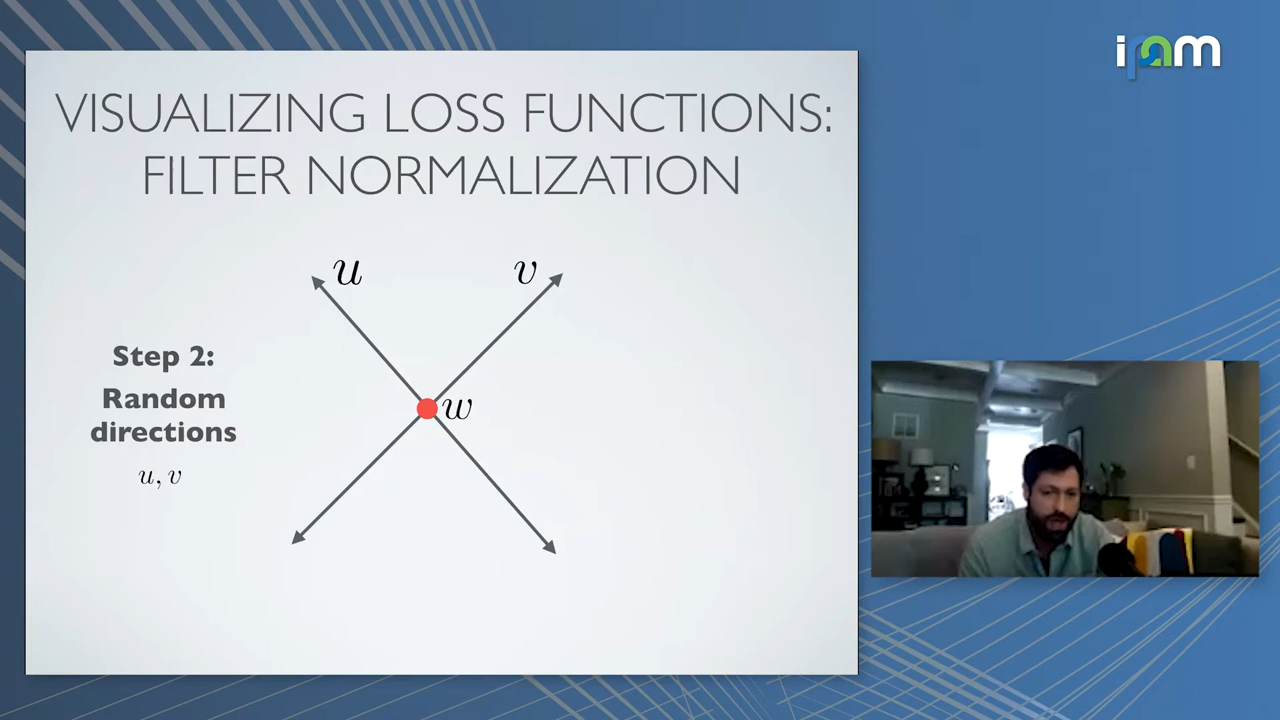 ipam
VISUALIZING LOSS FUNCTIONS:
FILTER NORMALIZATION
u
v
Step 2:
Random
directions
u, v
w